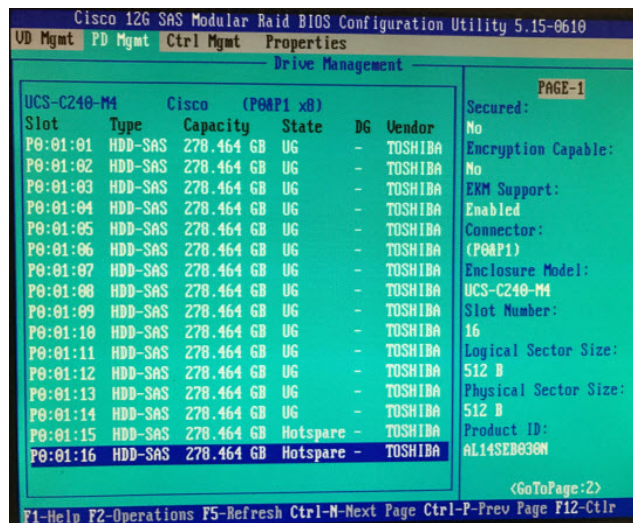 Cisco 12G SAS Modular Raid BIOS Configuration Utility 5.15-0610
VD Mgmt PD Mgmt Ctrl Mgmt Properties
Drive Management
UCS-C240-M4 Cisco (P0&P1 x8)
Slot Type Capacity State DG Vendor
P0:01:01 HDD-SAS 278.464 GB UG - TOSHIBA
P0:01:02 HDD-SAS 278.464 GB UG - TOSHIBA
P0:01:03 HDD-SAS 278.464 GB UG - TOSHIBA
P0:01:04 HDD-SAS 278.464 GB UG - TOSHIBA
P0:01:05 HDD-SAS 278.464 GB UG - TOSHIBA
P0:01:06 HDD-SAS 278.464 GB UG - TOSHIBA
P0:01:07 HDD-SAS 278.464 GB UG - TOSHIBA
P0:01:08 HDD-SAS 278.464 GB UG - TOSHIBA
P0:01:09 HDD-SAS 278.464 GB UG - TOSHIBA
P0:01:10 HDD-SAS 278.464 GB UG - TOSHIBA
P0:01:11 HDD-SAS 278.464 GB UG - TOSHIBA
P0:01:12 HDD-SAS 278.464 GB UG - TOSHIBA
P0:01:13 HDD-SAS 278.464 GB UG - TOSHIBA
P0:01:14 HDD-SAS 278.464 GB UG - TOSHIBA
P0:01:15 HDD-SAS 278.464 GB Hotspare - TOSHIBA
P0:01:16 HDD-SAS 278.464 GB Hotspare - TOSHIBA
PAGE-1
Secured:
No
Encryption Capable:
No
EKM Support:
Enabled
Connector:
(P0&P1)
Enclosure Model:
UCS-C240-M4
Slot Number:
16
Logical Sector Size:
512 B
Physical Sector Size:
512 B
Product ID:
AL14SEB030N
<GoToPage:2>
F1-Help F2-Operations F5-Refresh Ctrl-N-Next Page Ctrl-P-Prev Page F12-Ctlr